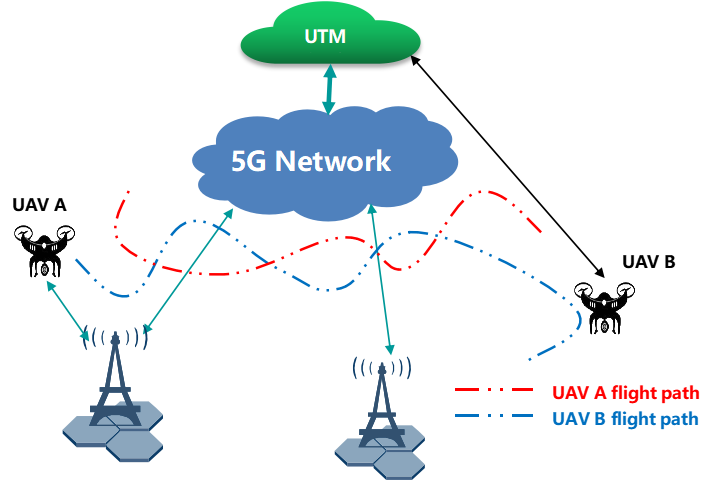 UTM
5G Network
UAV A
UAV B
UAV A flight path
UAV B flight path